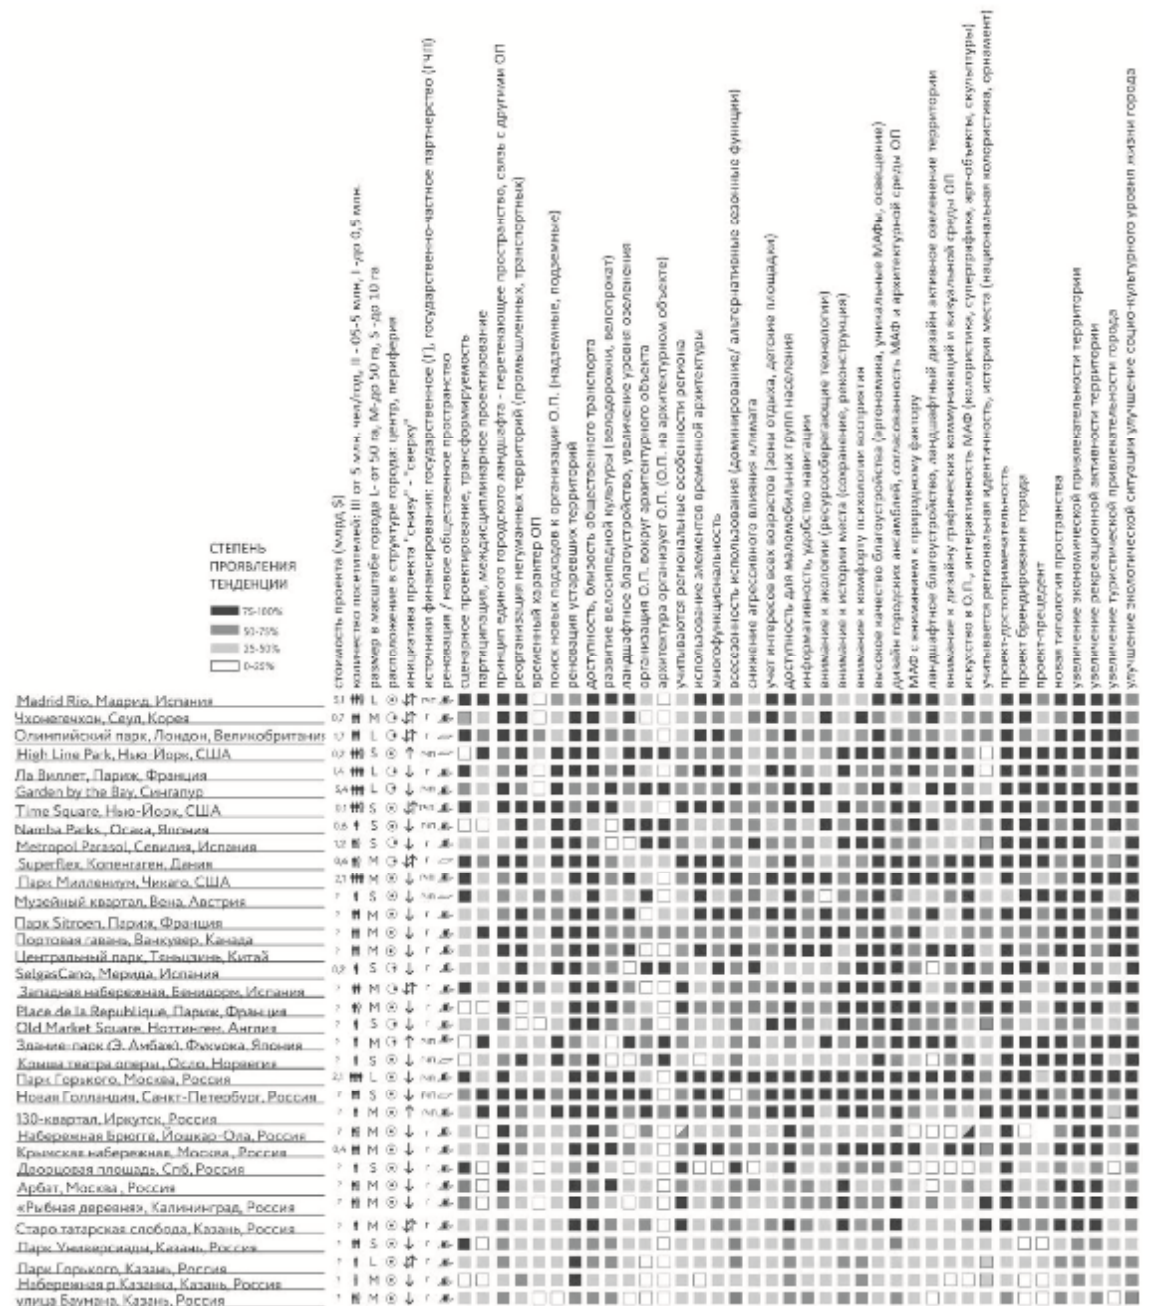 стоимость проекта (млрд $)
количество посетителей: III от 5 млн. чел/год, II - 05-5 млн, I -до 0,5 млн.
размер в масштабе города L- от 50 га, М-до 50 га, S -до 10 га
расположение в структуре города: центр, периферия
инициатива проекта "снизу" - "сверху"
источники финансирования: государственное (Г), государственно-частное партнерство (ГЧП)
реновация / новое общественное пространство
сценарное проектирование, трансформируемость
партиципация, междисциплинарное проектирование
принцип единого городского ландшафта - перетекающее пространство, связь с другими ОП
реорганизация негуманных территорий (промышленных, транспортных)
временный характер ОП
поиск новых подходов к организации О.П. (надземные, подземные)
реновация устаревших территорий
доступность, близость общественного транспорта
развитие велосипедной культуры (велодорожки, велопрокат)
ландшафтное благоустройство, увеличение уровня озеленения
организация О.П. вокруг архитектурного объекта
архитектура организует О.П. (О.П. на архитектурном объекте)
учитываются региональные особенности региона
использование элементов временной архитектуры
многофункциональность
всесезонность использования (доминирование/ альтернативные сезонные функции)
снижение агрессивного влияния климата
учет интересов всех возрастов (зоны отдыха, детские площадки)
доступность для маломобильных групп населения
информативность, удобство навигации
внимание к экологии (ресурсосберегающие технологии)
внимание к истории места (сохранение, реконструкция)
внимание к комфорту психологии восприятия
высокое качество благоустройства (эргономика, уникальные МАФы, освещение)
дизайн городских ансамблей, согласованность МАФ и архитектурной среды ОП
МАФ с вниманием к природному фактору
ландшафтное благоустройство, ландшафтный дизайн активное озеленение территории
внимание к дизайну графических коммуникаций и визуальной среды ОП
искусство в О.П., интерактивность МАФ (колористика, суперграфика, арт-объекты, скульптуры)
учитывается региональная идентичность, история места (национальная колористика, орнамент)
проект-достопримечательность
проект брендирования города
проект-прецедент
новая типология пространства
увеличение экономической привлекательности территории
увеличение рекреационной активности территории
увеличение туристической привлекательности города
улучшение экологической ситуации улучшение социо-культурного уровня жизни города
СТЕПЕНЬ
ПРОЯВЛЕНИЯ
ТЕНДЕНЦИИ
75-100%
50-75%
25-50%
0-25%
Madrid Rio, Мадрид, Испания
Чхонгечхон, Сеул, Корея
Олимпийский парк, Лондон, Великобритания
High Line Park, Нью-Йорк, США
Ла Виллет, Париж, Франция
Garden by the Bay, Сингапур
Time Square, Нью-Йорк, США
Namba Parks, Осака, Япония
Metropol Parasol, Севилия, Испания
Superflex, Копенгаген, Дания
Парк Миллениум, Чикаго, США
Музейный квартал, Вена, Австрия
Парк Sitroen, Париж, Франция
Портовая гавань, Ванкувер, Канада
Центральный парк, Тяньцзинь, Китай
SelgasCano, Мерида, Испания
Западная набережная, Бенидорм, Испания
Place de la Republique, Париж, Франция
Old Market Square, Ноттингем, Англия
Здание-парк (Э. Амбаж), Фукуока, Япония
Крыша театра оперы, Осло, Норвегия
Парк Горького, Москва, Россия
Новая Голландия, Санкт-Петербург, Россия
130-квартал, Иркутск, Россия
Набережная Брюгге, Йошкар-Ола, Россия
Крымская набережная, Москва, Россия
Дворцовая площадь, Спб, Россия
Арбат, Москва, Россия
«Рыбная деревня», Калининград, Россия
Старо татарская слобода, Казань, Россия
Парк Универсиады, Казань, Россия
Парк Горького, Казань, Россия
Набережная р.Казанка, Казань, Россия
улица Баумана, Казань, Россия